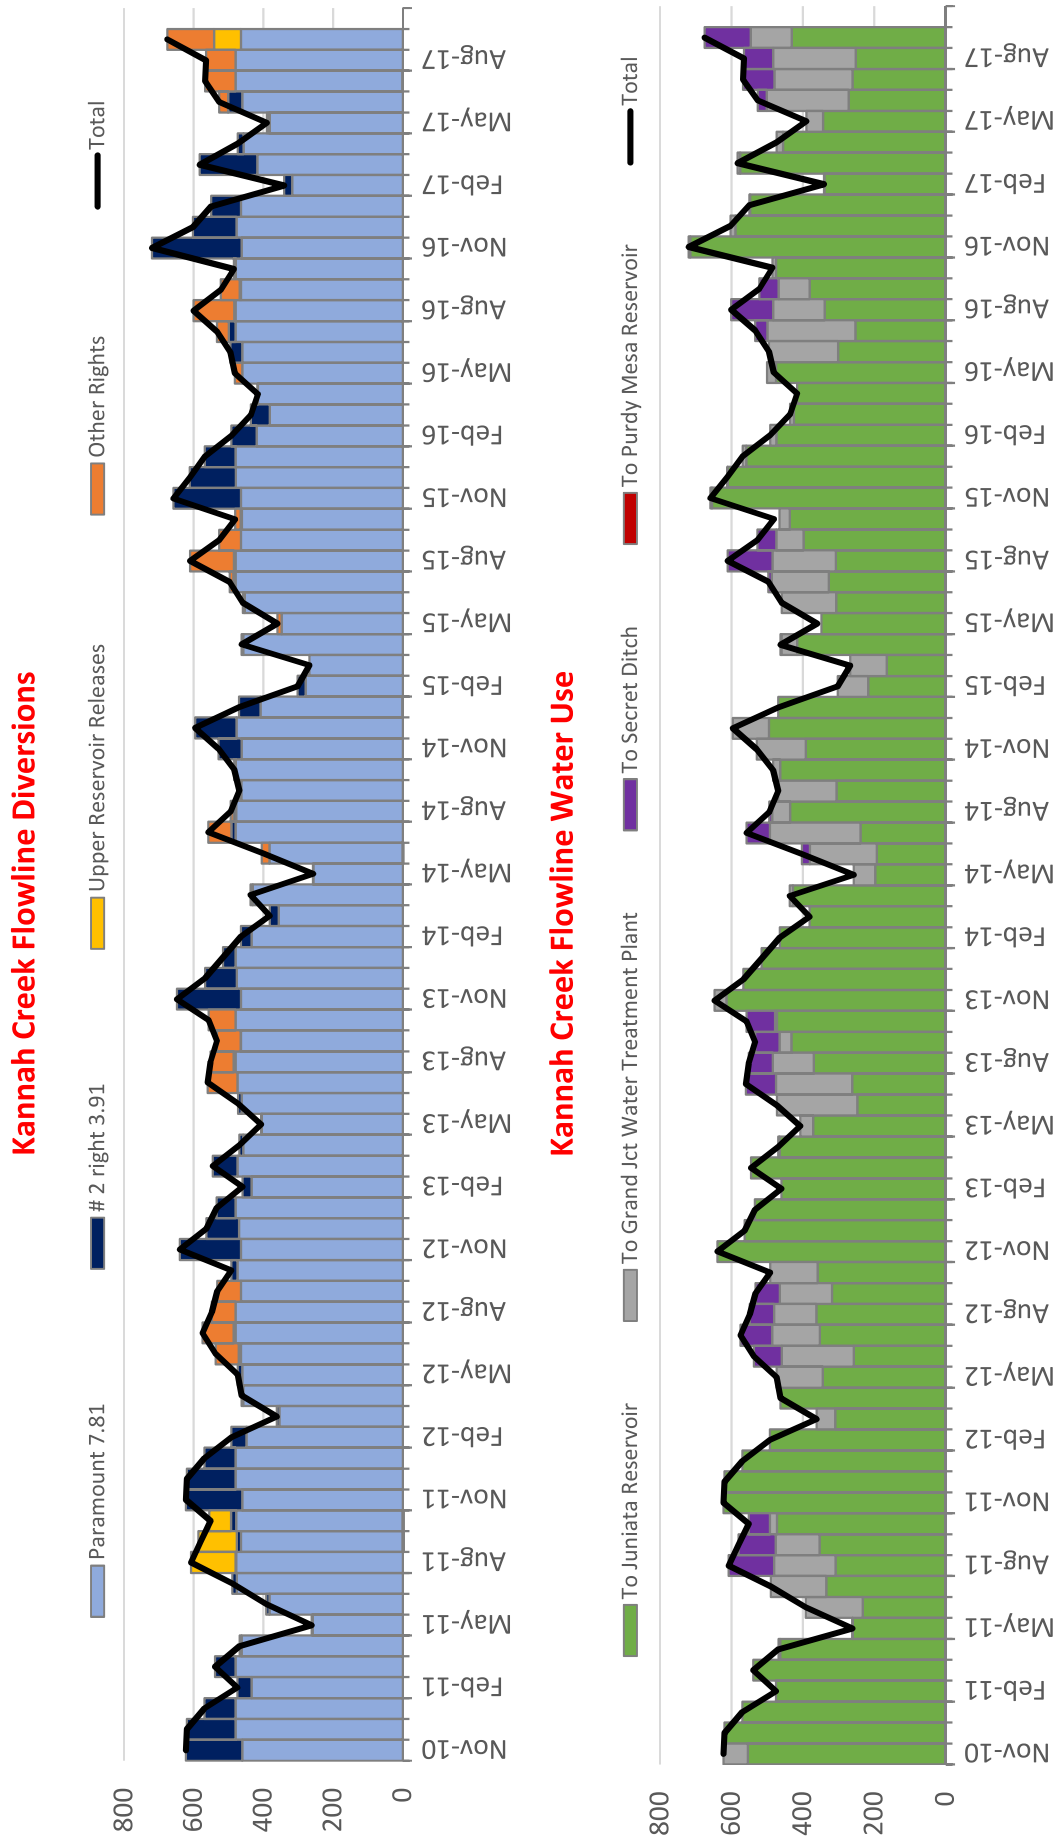 Kannah Creek Flowline Diversions
Paramount 7.81
# 2 right 3.91
Upper Reservoir Releases
Other Rights
Total
800
600
400
200
0
Nov-10
Feb-11
May-11
Aug-11
Nov-11
Feb-12
May-12
Aug-12
Nov-12
Feb-13
May-13
Aug-13
Nov-13
Feb-14
May-14
Aug-14
Nov-14
Feb-15
May-15
Aug-15
Nov-15
Feb-16
May-16
Aug-16
Nov-16
Feb-17
May-17
Aug-17
Kannah Creek Flowline Water Use
To Juniata Reservoir
To Grand Jct Water Treatment Plant
To Secret Ditch
To Purdy Mesa Reservoir
Total
800
600
400
200
0
Nov-10
Feb-11
May-11
Aug-11
Nov-11
Feb-12
May-12
Aug-12
Nov-12
Feb-13
May-13
Aug-13
Nov-13
Feb-14
May-14
Aug-14
Nov-14
Feb-15
May-15
Aug-15
Nov-15
Feb-16
May-16
Aug-16
Nov-16
Feb-17
May-17
Aug-17